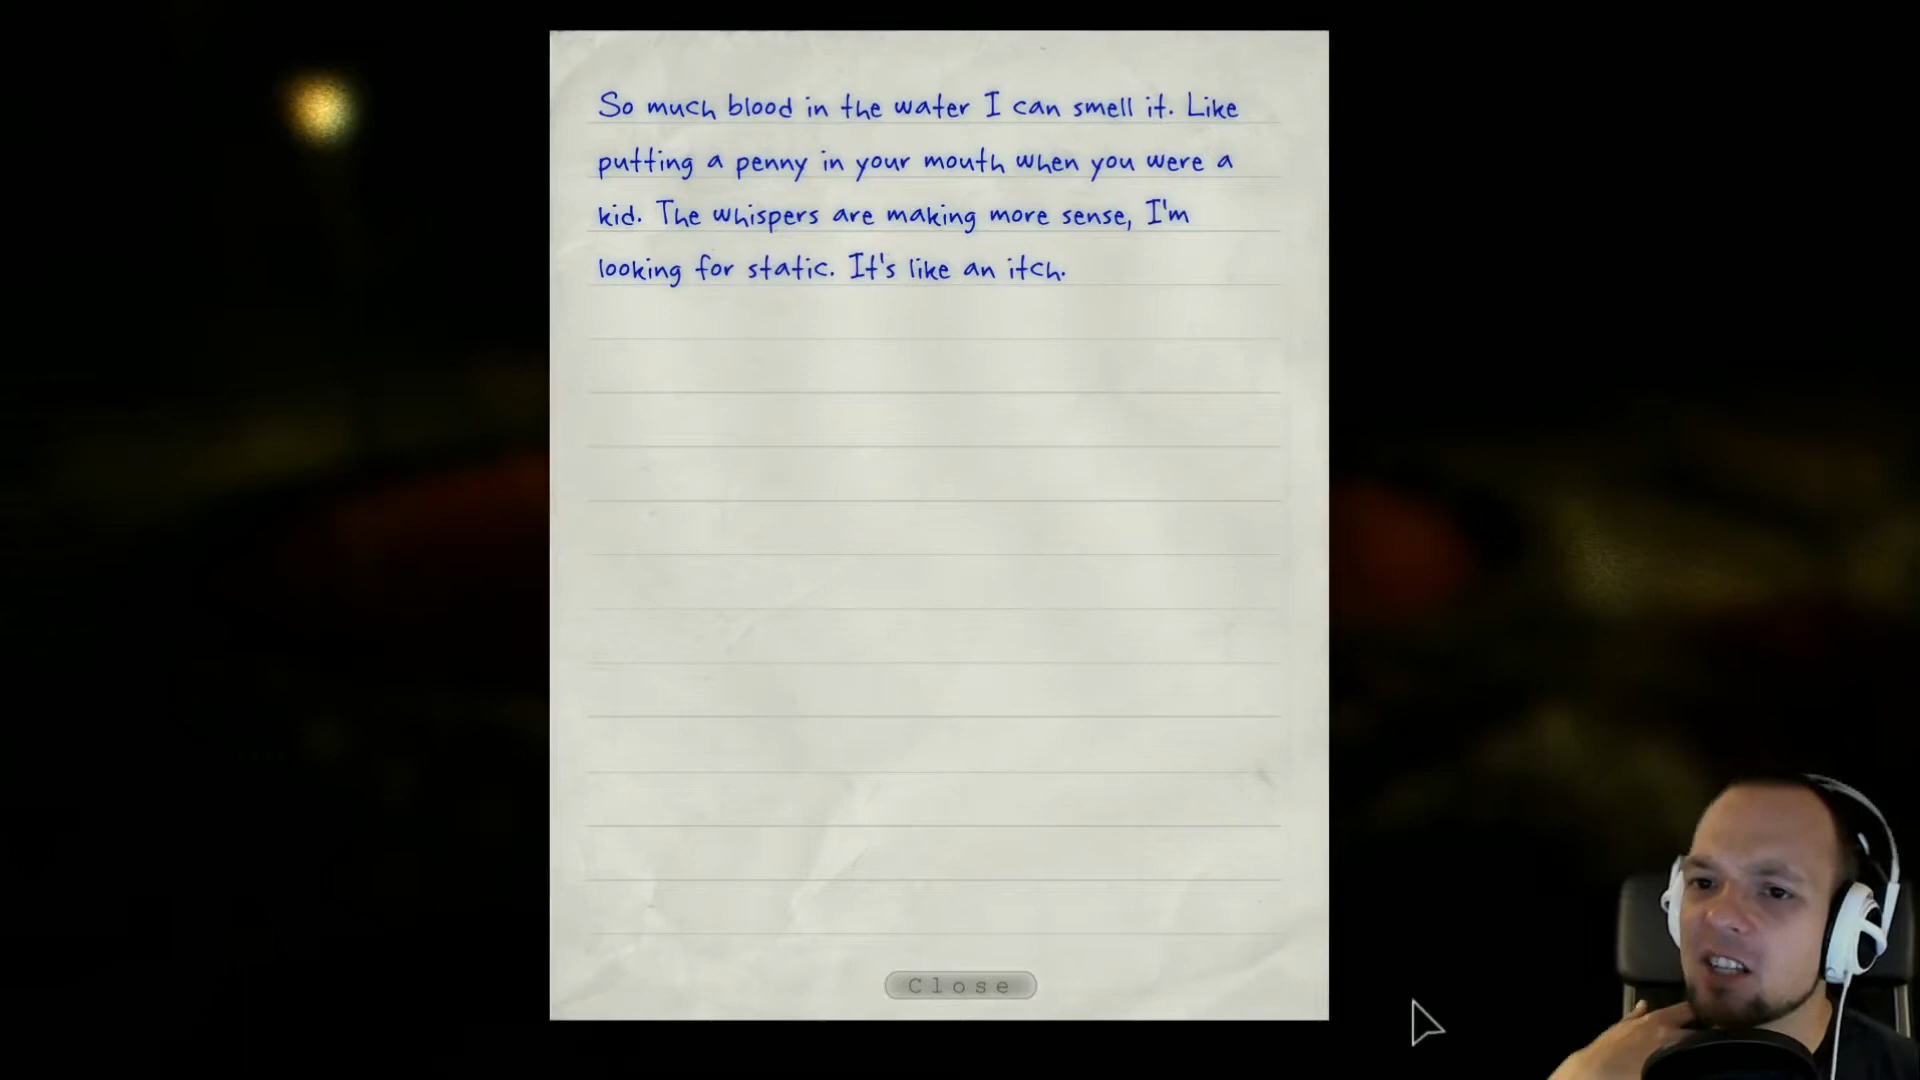 So much blood in the water I can smell it. Like
putting a penny in your mouth when you were a
kid. The whispers are making more sense, I'm
looking for static. It's like an itch.
Close